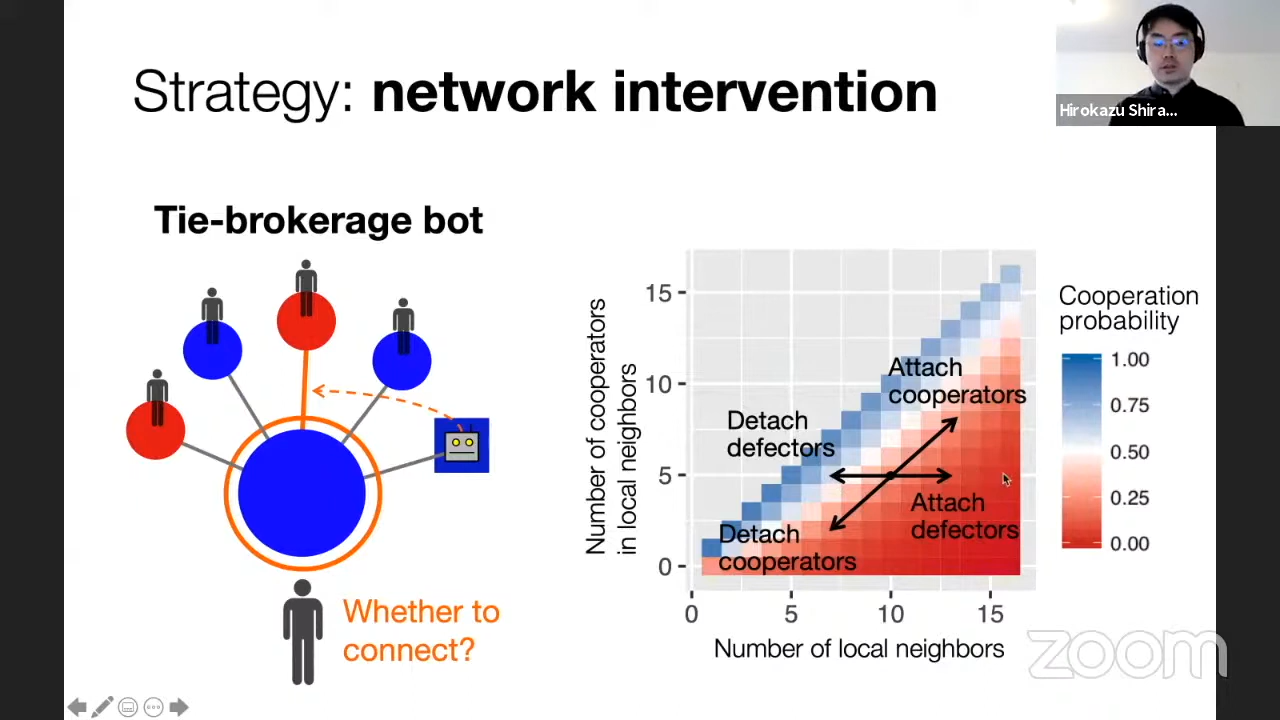 Strategy: network intervention
Hirokazu Shira...
Tie-brokerage bot
Whether to
connect?
Number of cooperators
in local neighbors
15
10
5
0
Attach
cooperators
Detach
defectors
Attach
defectors
Detach
cooperators
0
5
10
15
Number of local neighbors
Cooperation
probability
1.00
0.75
0.50
0.25
0.00
zoom